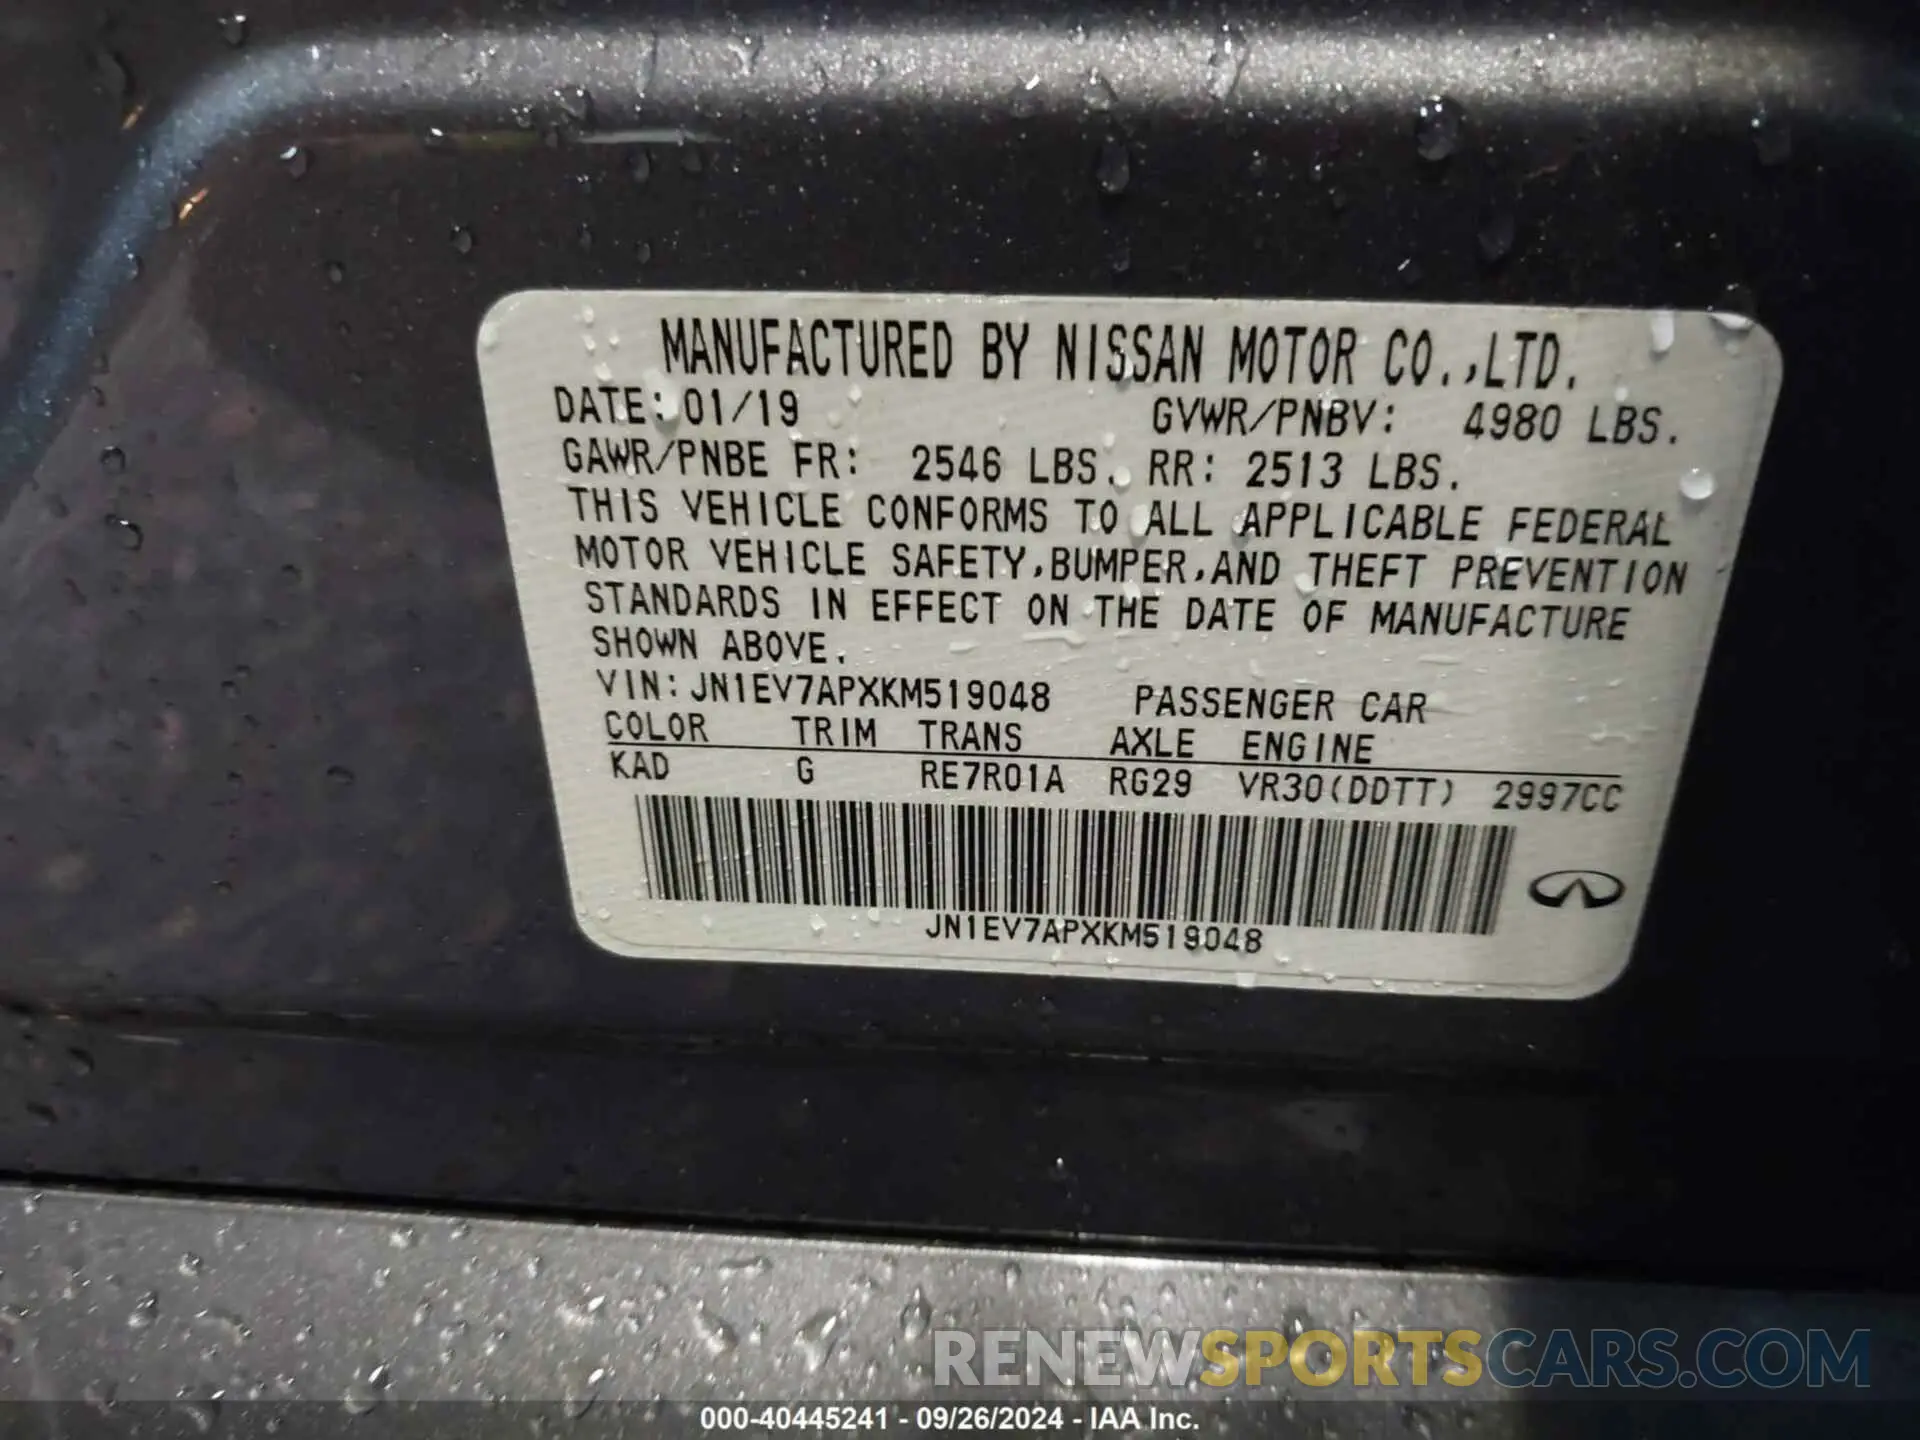 MANUFACTURED BY NISSAN MOTOR CO.,LTD.
DATE: 01/19 GVWR/PNBV: 4980 LBS.
GAWR/PNBE FR: 2546 LBS. RR: 2513 LBS.
THIS VEHICLE CONFORMS TO ALL APPLICABLE FEDERAL
MOTOR VEHICLE SAFETY,BUMPER,AND THEFT PREVENTION
STANDARDS IN EFFECT ON THE DATE OF MANUFACTURE
SHOWN ABOVE.
VIN: JN1EV7APXKM519048 PASSENGER CAR
COLOR TRIM TRANS AXLE ENGINE
KAD G RE7R01A RG29 VR30(DDTT) 2997CC
JN1EV7APXKM519048
RENEWSPORTSCARS.COM
000-40445241 - 09/26/2024 - IAA Inc.